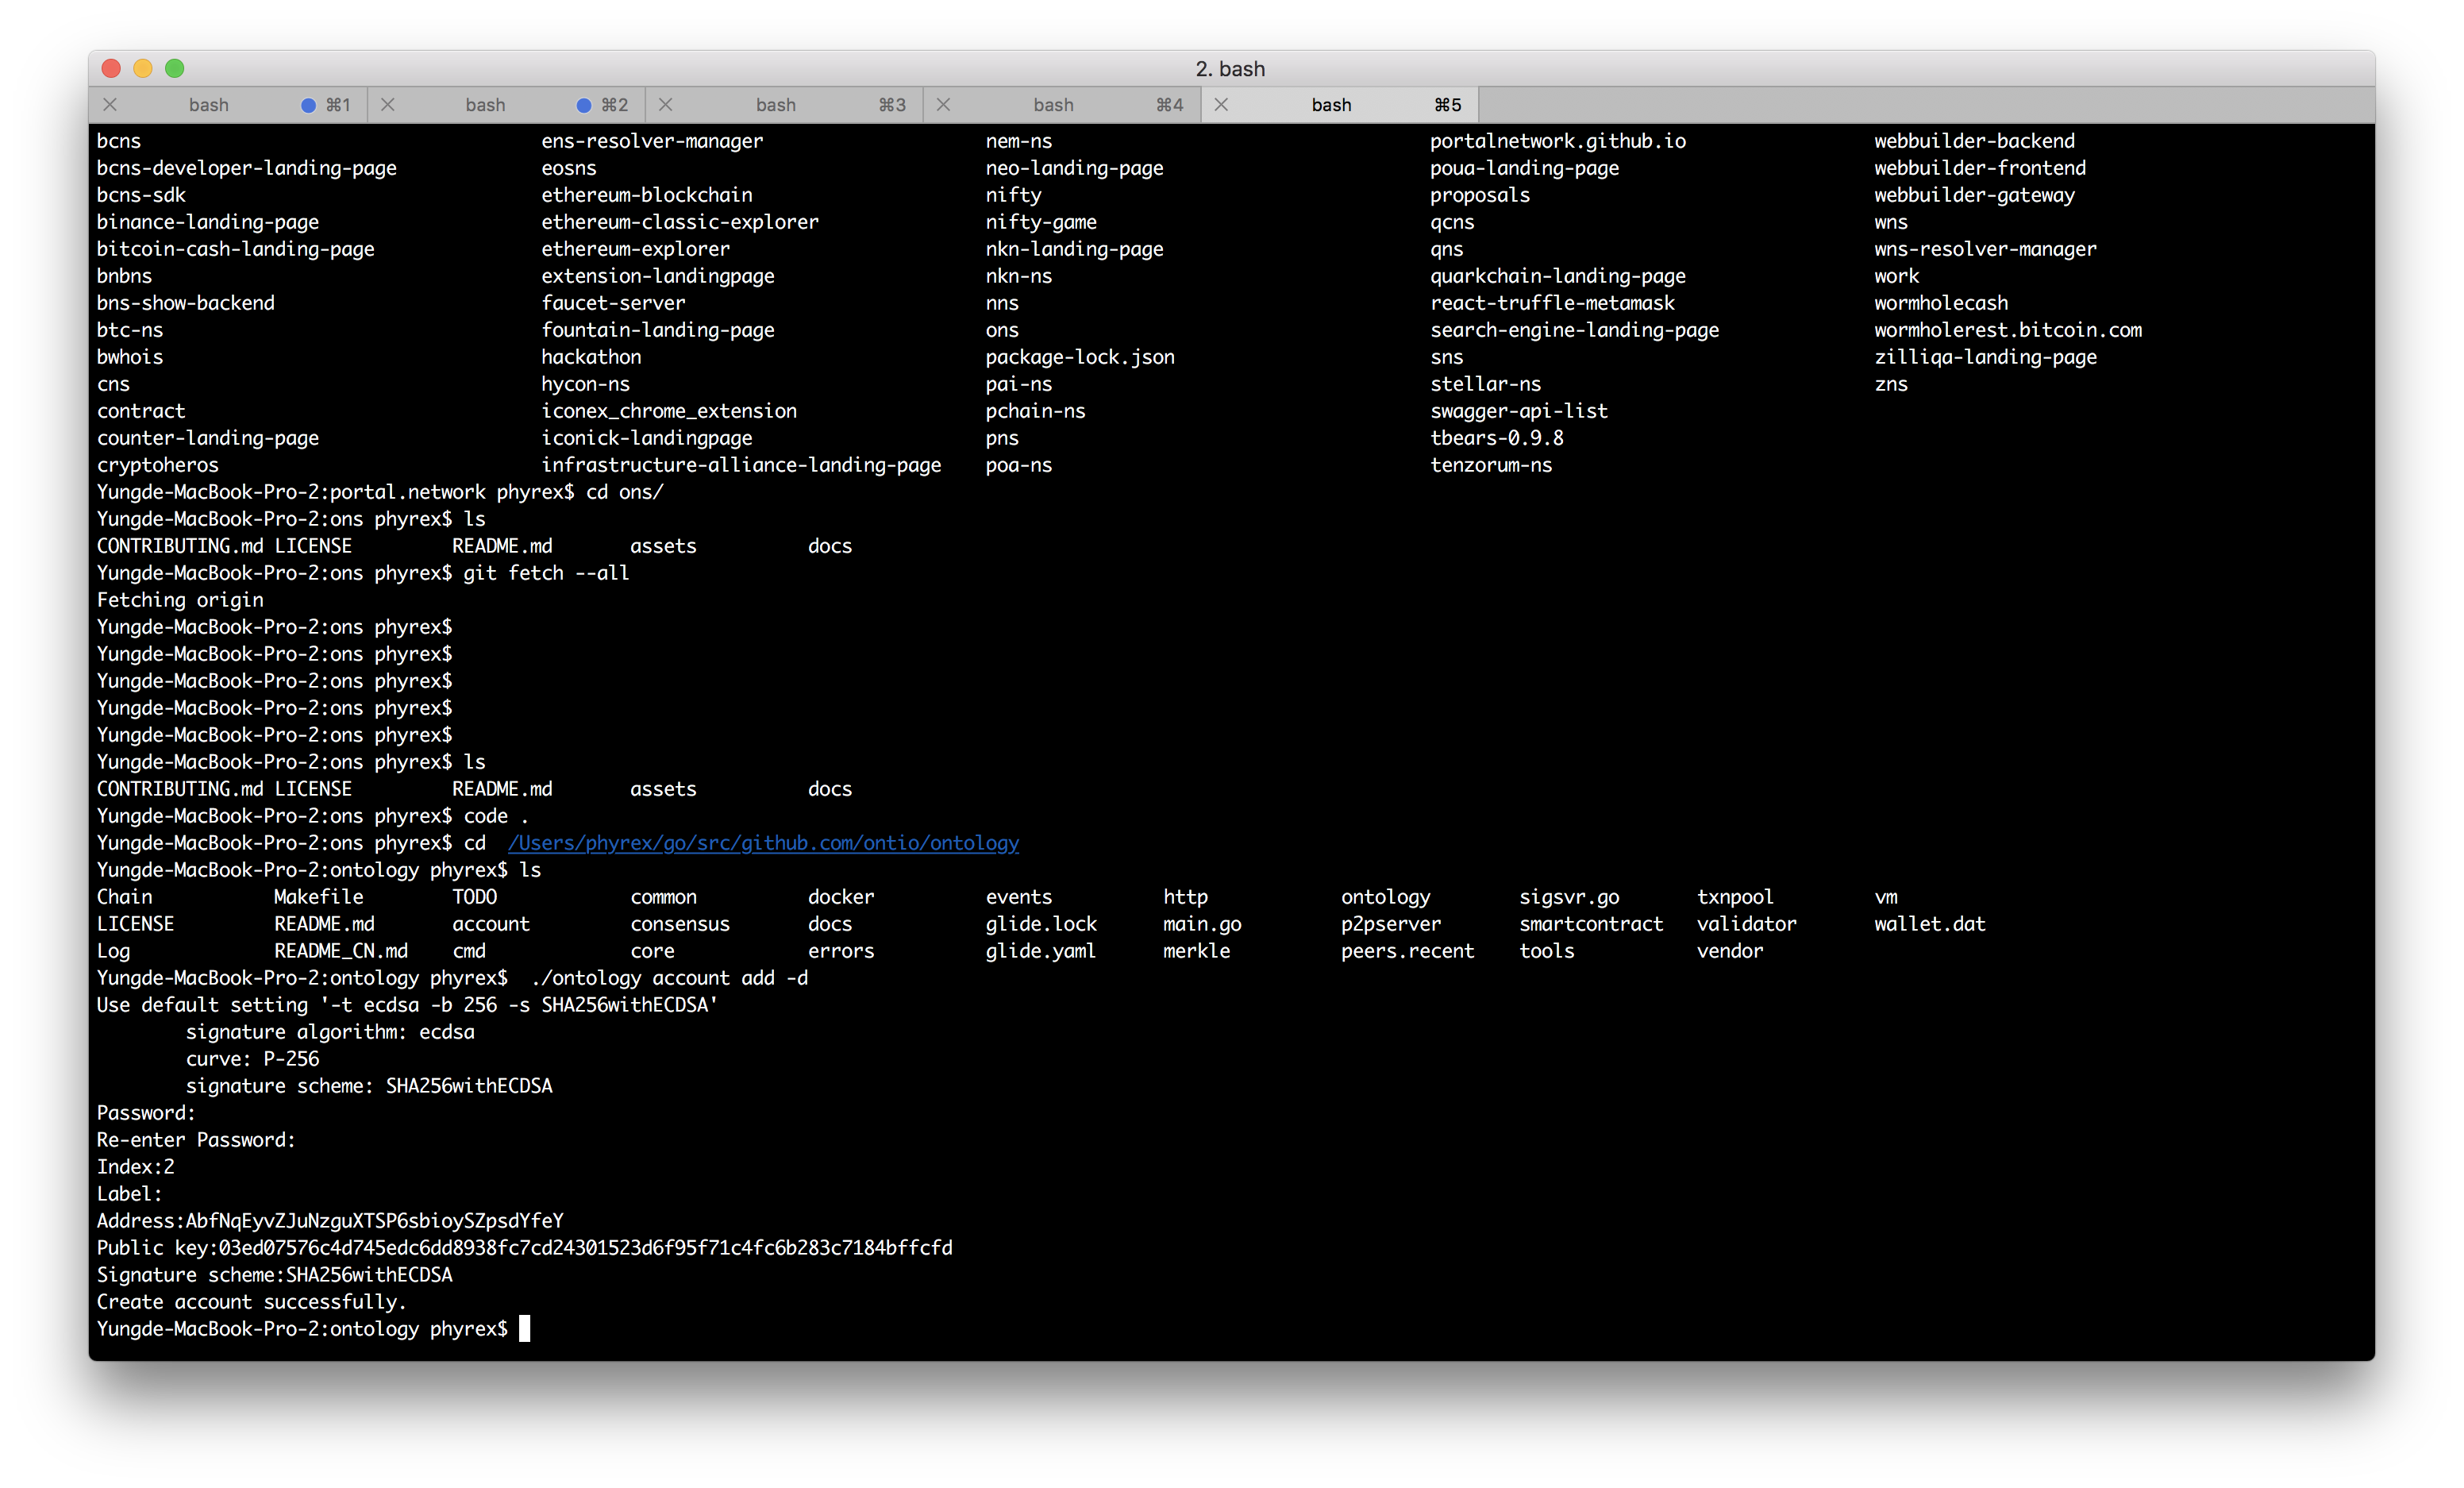 2. bash
bash ⌘1 bash ⌘2 bash ⌘3 bash ⌘4 bash ⌘5
bcns ens-resolver-manager nem-ns portalnetwork.github.io webbuilder-backend
bcns-developer-landing-page eosns neo-landing-page poua-landing-page webbuilder-frontend
bcns-sdk ethereum-blockchain nifty proposals webbuilder-gateway
binance-landing-page ethereum-classic-explorer nifty-game qcns wns
bitcoin-cash-landing-page ethereum-explorer nkn-landing-page qns wns-resolver-manager
bnbns extension-landingpage nkn-ns quarkchain-landing-page work
bns-show-backend faucet-server nns react-truffle-metamask wormholecash
btc-ns fountain-landing-page ons search-engine-landing-page wormholerest.bitcoin.com
bwhois hackathon package-lock.json sns zilliqa-landing-page
cns hycon-ns pai-ns stellar-ns zns
contract iconex_chrome_extension pchain-ns swagger-api-list
counter-landing-page iconick-landingpage pns tbears-0.9.8
cryptoheros infrastructure-alliance-landing-page poa-ns tenzorum-ns
Yungde-MacBook-Pro-2:portal.network phyrex$ cd ons/
Yungde-MacBook-Pro-2:ons phyrex$ ls
CONTRIBUTING.md LICENSE README.md assets docs
Yungde-MacBook-Pro-2:ons phyrex$ git fetch --all
Fetching origin
Yungde-MacBook-Pro-2:ons phyrex$
Yungde-MacBook-Pro-2:ons phyrex$
Yungde-MacBook-Pro-2:ons phyrex$
Yungde-MacBook-Pro-2:ons phyrex$
Yungde-MacBook-Pro-2:ons phyrex$
Yungde-MacBook-Pro-2:ons phyrex$ ls
CONTRIBUTING.md LICENSE README.md assets docs
Yungde-MacBook-Pro-2:ons phyrex$ code .
Yungde-MacBook-Pro-2:ons phyrex$ cd /Users/phyrex/go/src/github.com/ontio/ontology
Yungde-MacBook-Pro-2:ontology phyrex$ ls
Chain Makefile TODO common docker events http ontology sigsvr.go txnpool vm
LICENSE README.md account consensus docs glide.lock main.go p2pserver smartcontract validator wallet.dat
Log README_CN.md cmd core errors glide.yaml merkle peers.recent tools vendor
Yungde-MacBook-Pro-2:ontology phyrex$ ./ontology account add -d
Use default setting '-t ecdsa -b 256 -s SHA256withECDSA'
signature algorithm: ecdsa
curve: P-256
signature scheme: SHA256withECDSA
Password:
Re-enter Password:
Index:2
Label:
Address:AbfNqEyvZJuNzguXTSP6sbioySZpsdYfeY
Public key:03ed07576c4d745edc6dd8938fc7cd24301523d6f95f71c4fc6b283c7184bffcfd
Signature scheme:SHA256withECDSA
Create account successfully.
Yungde-MacBook-Pro-2:ontology phyrex$